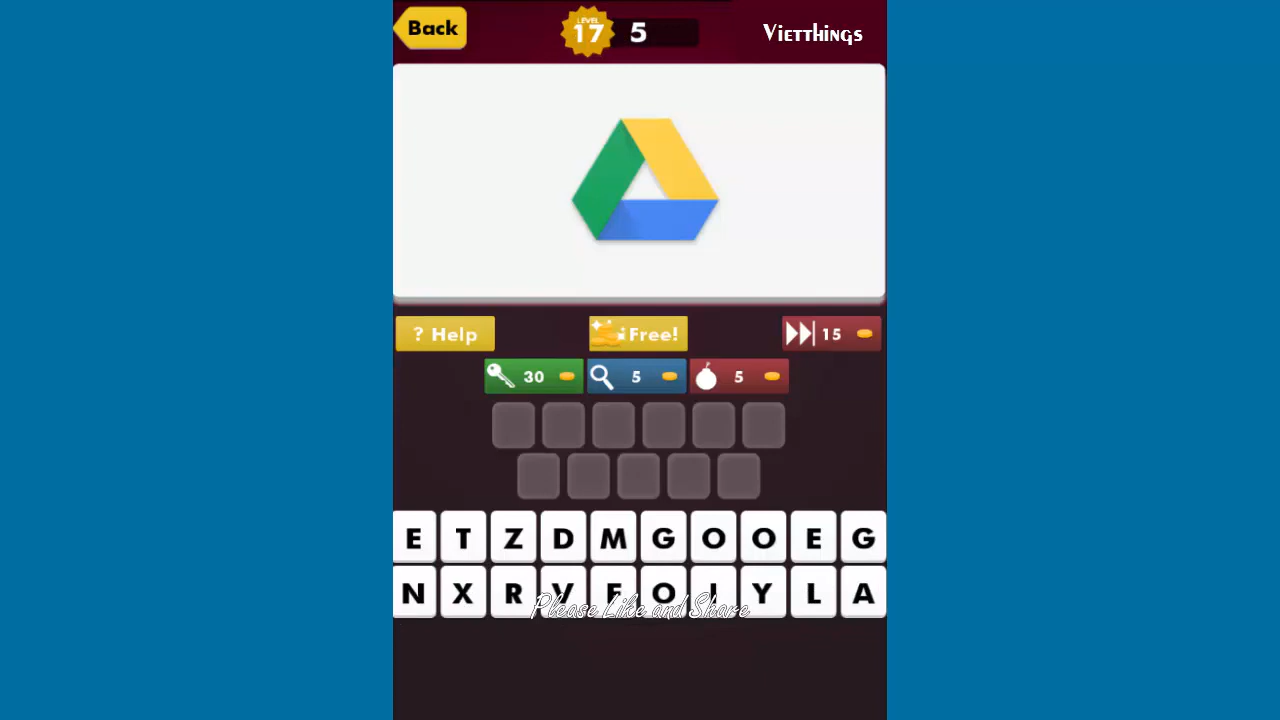 Back
LEVEL
17 5
Vietthings
? Help
Free!
15
30
5
5
E T Z D M G O O E G
N X R V E O I Y L A
Please Like and Share